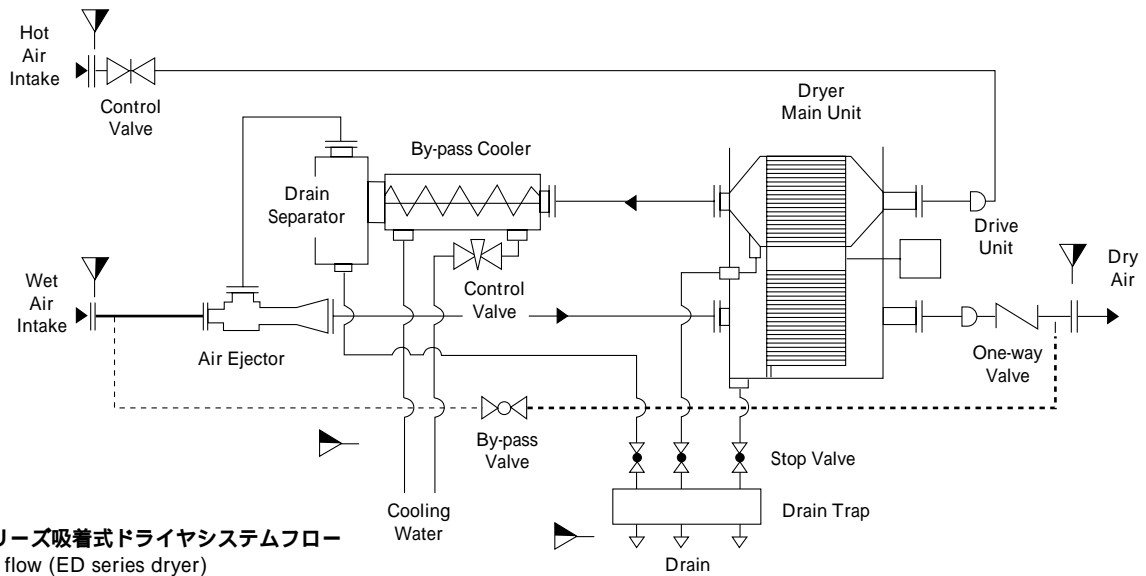 Hot
Air
Intake
Control
Valve
Dryer
Main Unit
By-pass Cooler
Drain
Separator
Drive
Unit
Wet
Air
Intake
Control
Valve
Dry
Air
Air Ejector
One-way
Valve
By-pass
Valve
Stop Valve
Cooling
Water
Drain Trap
リーズ吸着式ドライヤシステムフロー
flow (ED series dryer)
Drain